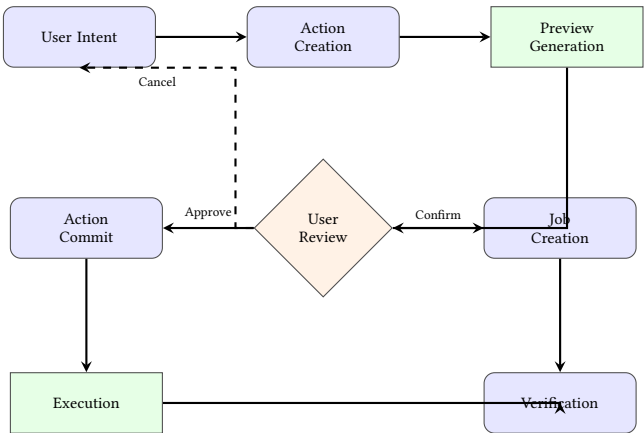 User Intent
Action
Creation
Preview
Generation
Cancel
Action
Commit
Approve
User
Review
Confirm
Job
Creation
Execution
Verification